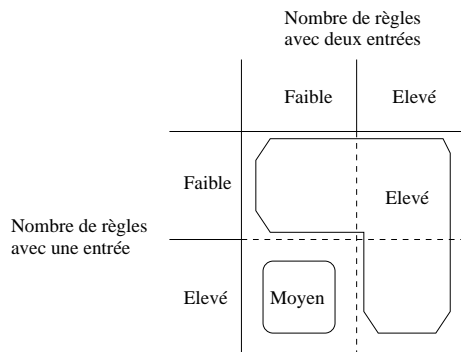 Nombre de règles
avec deux entrées
Faible
Elevé
Faible
Elevé
Nombre de règles
avec une entrée
Elevé
Moyen